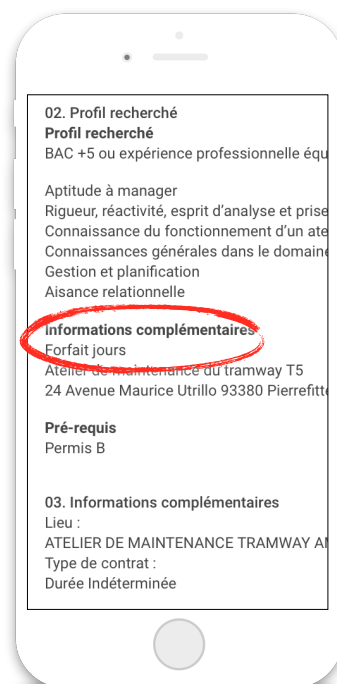 02. Profil recherché
Profil recherché
BAC +5 ou expérience professionnelle équ
Aptitude à manager
Rigueur, réactivité, esprit d'analyse et prise
Connaissance du fonctionnement d'un ate
Connaissances générales dans le domaine
Gestion et planification
Aisance relationnelle
Informations complémentaires
Forfait jours
Atelier de maintenance du tramway T5
24 Avenue Maurice Utrillo 93380 Pierrefitte
Pré-requis
Permis B
03. Informations complémentaires
Lieu :
ATELIER DE MAINTENANCE TRAMWAY A
Type de contrat :
Durée Indéterminée